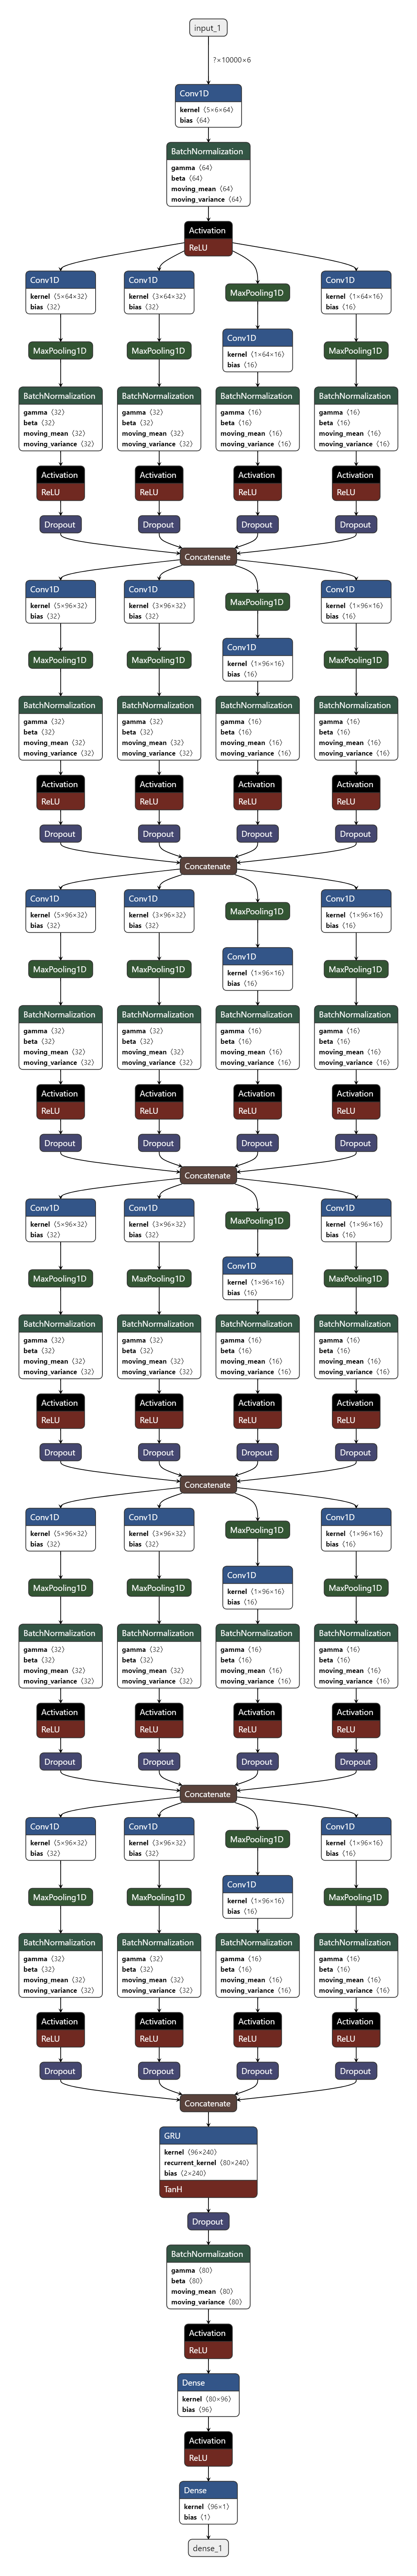 input_1
?×10000×6
Conv1D
kernel 〈5×6×64〉
bias 〈64〉
BatchNormalization
gamma 〈64〉
beta 〈64〉
moving_mean 〈64〉
moving_variance 〈64〉
Activation
ReLU
Conv1D
kernel 〈5×64×32〉
bias 〈32〉
Conv1D
kernel 〈3×64×32〉
bias 〈32〉
MaxPooling1D
Conv1D
kernel 〈1×64×16〉
bias 〈16〉
Conv1D
kernel 〈1×64×16〉
bias 〈16〉
MaxPooling1D
MaxPooling1D
MaxPooling1D
BatchNormalization
gamma 〈32〉
beta 〈32〉
moving_mean 〈32〉
moving_variance 〈32〉
BatchNormalization
gamma 〈32〉
beta 〈32〉
moving_mean 〈32〉
moving_variance 〈32〉
BatchNormalization
gamma 〈16〉
beta 〈16〉
moving_mean 〈16〉
moving_variance 〈16〉
BatchNormalization
gamma 〈16〉
beta 〈16〉
moving_mean 〈16〉
moving_variance 〈16〉
Activation
ReLU
Activation
ReLU
Activation
ReLU
Activation
ReLU
Dropout
Dropout
Dropout
Dropout
Concatenate
Conv1D
kernel 〈5×96×32〉
bias 〈32〉
Conv1D
kernel 〈3×96×32〉
bias 〈32〉
MaxPooling1D
Conv1D
kernel 〈1×96×16〉
bias 〈16〉
Conv1D
kernel 〈1×96×16〉
bias 〈16〉
MaxPooling1D
MaxPooling1D
MaxPooling1D
BatchNormalization
gamma 〈32〉
beta 〈32〉
moving_mean 〈32〉
moving_variance 〈32〉
BatchNormalization
gamma 〈32〉
beta 〈32〉
moving_mean 〈32〉
moving_variance 〈32〉
BatchNormalization
gamma 〈16〉
beta 〈16〉
moving_mean 〈16〉
moving_variance 〈16〉
BatchNormalization
gamma 〈16〉
beta 〈16〉
moving_mean 〈16〉
moving_variance 〈16〉
Activation
ReLU
Activation
ReLU
Activation
ReLU
Activation
ReLU
Dropout
Dropout
Dropout
Dropout
Concatenate
Conv1D
kernel 〈5×96×32〉
bias 〈32〉
Conv1D
kernel 〈3×96×32〉
bias 〈32〉
MaxPooling1D
Conv1D
kernel 〈1×96×16〉
bias 〈16〉
Conv1D
kernel 〈1×96×16〉
bias 〈16〉
MaxPooling1D
MaxPooling1D
MaxPooling1D
BatchNormalization
gamma 〈32〉
beta 〈32〉
moving_mean 〈32〉
moving_variance 〈32〉
BatchNormalization
gamma 〈32〉
beta 〈32〉
moving_mean 〈32〉
moving_variance 〈32〉
BatchNormalization
gamma 〈16〉
beta 〈16〉
moving_mean 〈16〉
moving_variance 〈16〉
BatchNormalization
gamma 〈16〉
beta 〈16〉
moving_mean 〈16〉
moving_variance 〈16〉
Activation
ReLU
Activation
ReLU
Activation
ReLU
Activation
ReLU
Dropout
Dropout
Dropout
Dropout
Concatenate
Conv1D
kernel 〈5×96×32〉
bias 〈32〉
Conv1D
kernel 〈3×96×32〉
bias 〈32〉
MaxPooling1D
Conv1D
kernel 〈1×96×16〉
bias 〈16〉
Conv1D
kernel 〈1×96×16〉
bias 〈16〉
MaxPooling1D
MaxPooling1D
MaxPooling1D
BatchNormalization
gamma 〈32〉
beta 〈32〉
moving_mean 〈32〉
moving_variance 〈32〉
BatchNormalization
gamma 〈32〉
beta 〈32〉
moving_mean 〈32〉
moving_variance 〈32〉
BatchNormalization
gamma 〈16〉
beta 〈16〉
moving_mean 〈16〉
moving_variance 〈16〉
BatchNormalization
gamma 〈16〉
beta 〈16〉
moving_mean 〈16〉
moving_variance 〈16〉
Activation
ReLU
Activation
ReLU
Activation
ReLU
Activation
ReLU
Dropout
Dropout
Dropout
Dropout
Concatenate
Conv1D
kernel 〈5×96×32〉
bias 〈32〉
Conv1D
kernel 〈3×96×32〉
bias 〈32〉
MaxPooling1D
Conv1D
kernel 〈1×96×16〉
bias 〈16〉
Conv1D
kernel 〈1×96×16〉
bias 〈16〉
MaxPooling1D
MaxPooling1D
MaxPooling1D
BatchNormalization
gamma 〈32〉
beta 〈32〉
moving_mean 〈32〉
moving_variance 〈32〉
BatchNormalization
gamma 〈32〉
beta 〈32〉
moving_mean 〈32〉
moving_variance 〈32〉
BatchNormalization
gamma 〈16〉
beta 〈16〉
moving_mean 〈16〉
moving_variance 〈16〉
BatchNormalization
gamma 〈16〉
beta 〈16〉
moving_mean 〈16〉
moving_variance 〈16〉
Activation
ReLU
Activation
ReLU
Activation
ReLU
Activation
ReLU
Dropout
Dropout
Dropout
Dropout
Concatenate
Conv1D
kernel 〈5×96×32〉
bias 〈32〉
Conv1D
kernel 〈3×96×32〉
bias 〈32〉
MaxPooling1D
Conv1D
kernel 〈1×96×16〉
bias 〈16〉
Conv1D
kernel 〈1×96×16〉
bias 〈16〉
MaxPooling1D
MaxPooling1D
MaxPooling1D
BatchNormalization
gamma 〈32〉
beta 〈32〉
moving_mean 〈32〉
moving_variance 〈32〉
BatchNormalization
gamma 〈32〉
beta 〈32〉
moving_mean 〈32〉
moving_variance 〈32〉
BatchNormalization
gamma 〈16〉
beta 〈16〉
moving_mean 〈16〉
moving_variance 〈16〉
BatchNormalization
gamma 〈16〉
beta 〈16〉
moving_mean 〈16〉
moving_variance 〈16〉
Activation
ReLU
Activation
ReLU
Activation
ReLU
Activation
ReLU
Dropout
Dropout
Dropout
Dropout
Concatenate
GRU
kernel 〈96×240〉
recurrent_kernel 〈80×240〉
bias 〈2×240〉
TanH
Dropout
BatchNormalization
gamma 〈80〉
beta 〈80〉
moving_mean 〈80〉
moving_variance 〈80〉
Activation
ReLU
Dense
kernel 〈80×96〉
bias 〈96〉
Activation
ReLU
Dense
kernel 〈96×1〉
bias 〈1〉
dense_1